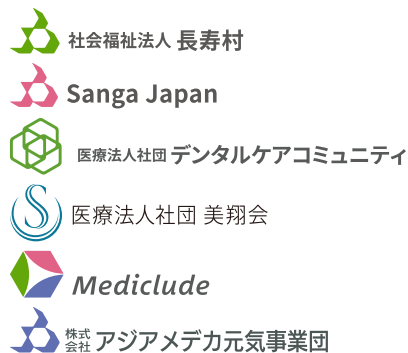 社会福祉法人 長寿村
Sanga Japan
医療法人社団 デンタルケアコミュニティ
医療法人社団 美翔会
Mediclude
株式会社 アジアメデカ元気事業団